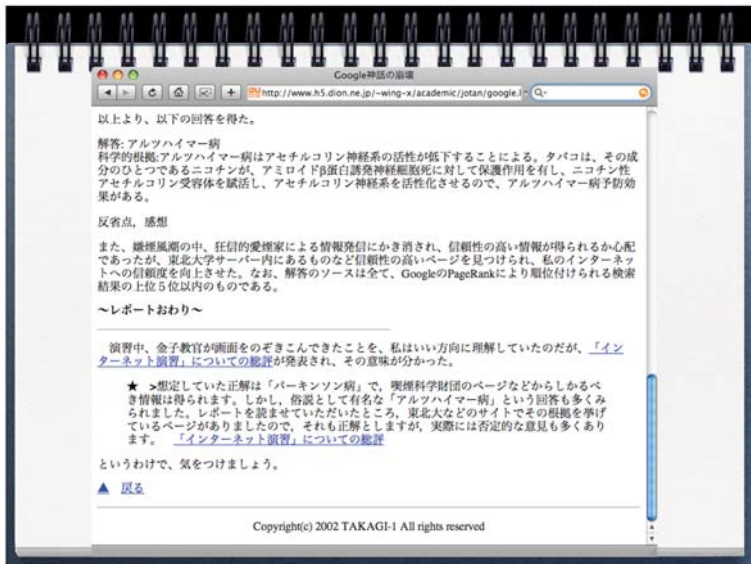 Google神話の崩壊
http://www.h5.dion.ne.jp/~wing-x/academic/jotan/google.l
以上より、以下の回答を得た。
解答: アルツハイマー病
科学的根拠:アルツハイマー病はアセチルコリン神経系の活性が低下することによる。タバコは、その成
分のひとつであるニコチンが、アミロイドβ蛋白誘発神経細胞死に対して保護作用を有し、ニコチン性
アセチルコリン受容体を賦活し、アセチルコリン神経系を活性化させるので、アルツハイマー病予防効
果がある。
反省点，感想
また、嫌煙風潮の中、狂信的愛煙家による情報発信にかき消され、信頼性の高い情報が得られるか心配
であったが、東北大学サーバー内にあるものなど信頼性の高いページを見つけられ、私のインターネッ
トへの信頼度を向上させた。なお、解答のソースは全て、GoogleのPageRankにより順位付けられる検索
結果の上位５位以内のものである。
〜レポートおわり〜
演習中、金子教官が画面をのぞきこんできたことを、私はいい方向に理解していたのだが、「イン
ターネット演習」についての総評が発表され、その意味が分かった。
★ >想定していた正解は「パーキンソン病」で，喫煙科学財団のページなどからしかるべ
き情報は得られます。しかし，俗説として有名な「アルツハイマー病」という回答も多くみ
られました。レポートを読ませていただいたところ，東北大などのサイトでその根拠を挙げ
ているページがありましたので，それも正解としますが，実際には否定的な意見も多くあり
ます。 「インターネット演習」についての総評
というわけで、気をつけましょう。
▲ 戻る
Copyright(c) 2002 TAKAGI-1 All rights reserved